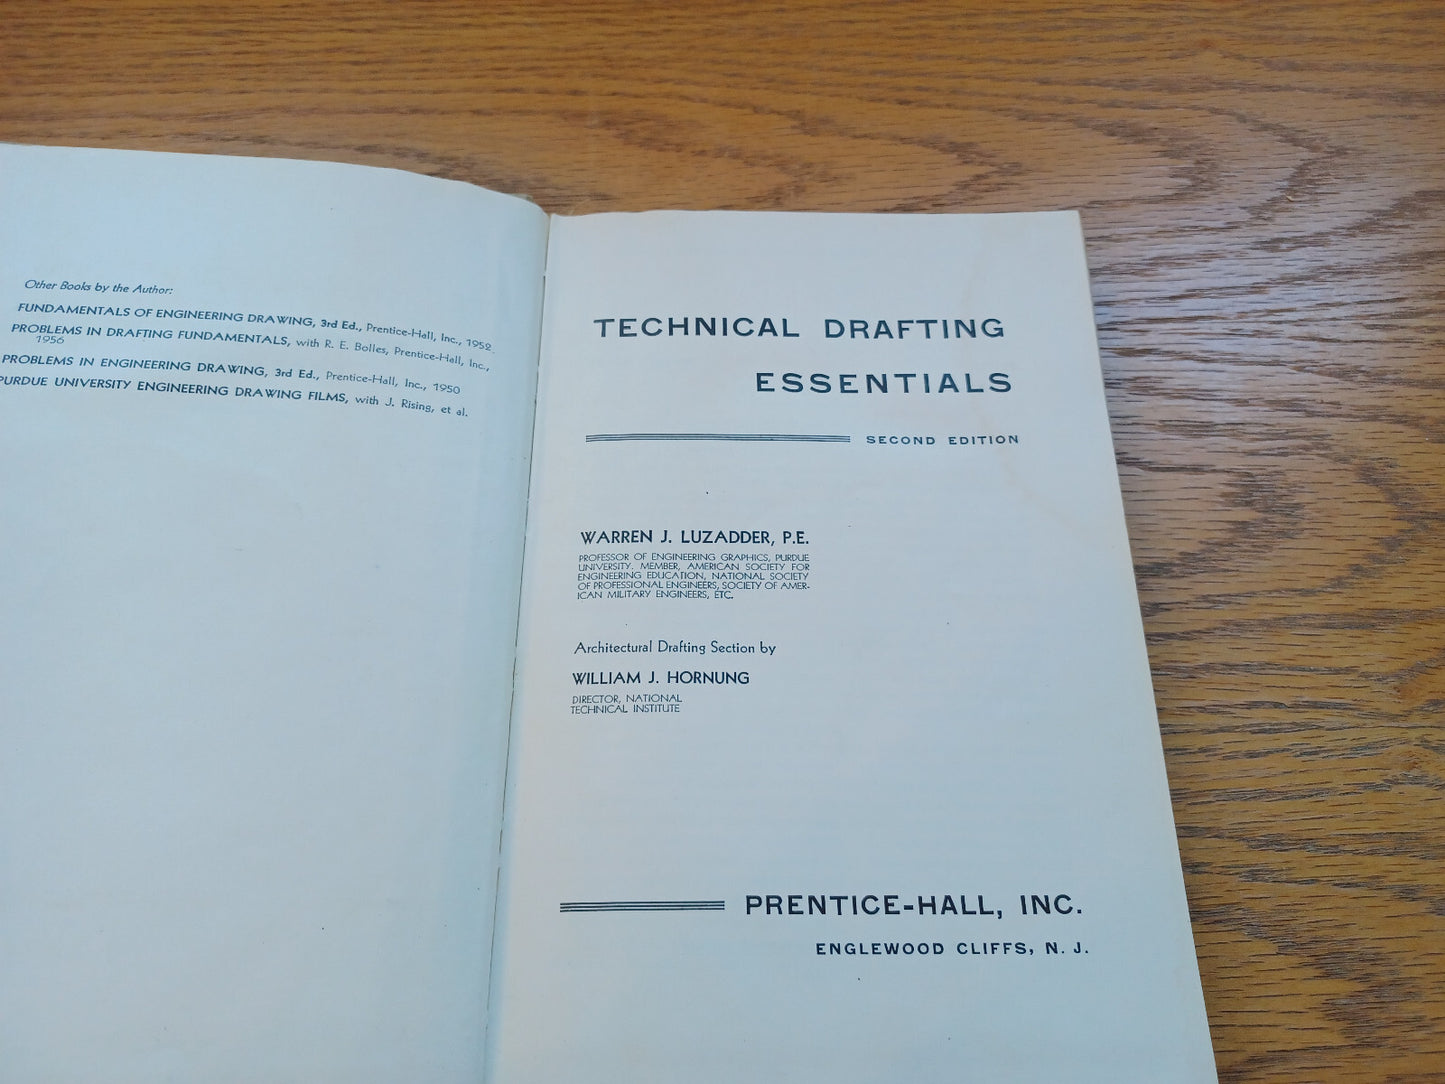 Other Books by the Author:
FUNDAMENTALS OF ENGINEERING DRAWING, 3rd Ed., Prentice-Hall, Inc., 1952.
PROBLEMS IN DRAFTING FUNDAMENTALS, with R. E. Bolles, Prentice-Hall, Inc.,
1956
PROBLEMS IN ENGINEERING DRAWING, 3rd Ed., Prentice-Hall, Inc., 1950
PURDUE UNIVERSITY ENGINEERING DRAWING FILMS, with J. Rising, et al.
TECHNICAL DRAFTING
ESSENTIALS
SECOND EDITION
WARREN J. LUZADDER, P.E.
PROFESSOR OF ENGINEERING GRAPHICS, PURDUE
UNIVERSITY. MEMBER, AMERICAN SOCIETY FOR
ENGINEERING EDUCATION, NATIONAL SOCIETY
OF PROFESSIONAL ENGINEERS, SOCIETY OF AMER-
ICAN MILITARY ENGINEERS, ETC.
Architectural Drafting Section by
WILLIAM J. HORNUNG
DIRECTOR, NATIONAL
TECHNICAL INSTITUTE
PRENTICE-HALL, INC.
ENGLEWOOD CLIFFS, N. J.